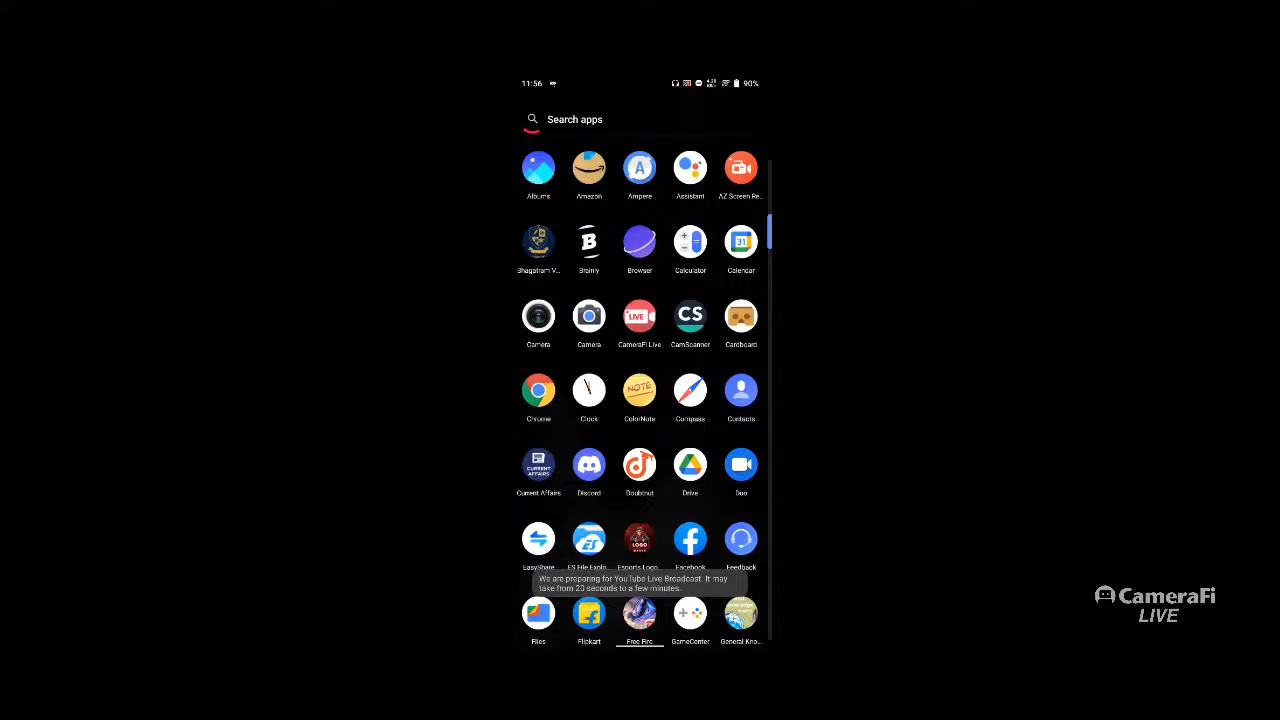 11:56 90%
Search apps
Albums Amazon Ampere Assistant AZ Screen Re...
Bhagatram V... Brainly Browser Calculator Calendar
Camera Camera CameraFi Live CamScanner Cardboard
Chrome Clock ColorNote Compass Contacts
Current Affairs Discord Doubtnut Drive Duo
EasyShare ES File Explo... Esports Logo... Facebook Feedback
We are preparing for YouTube Live Broadcast. It may
take from 20 seconds to a few minutes.
Files Flipkart Free Fire GameCenter General Kno...
CameraFi
LIVE